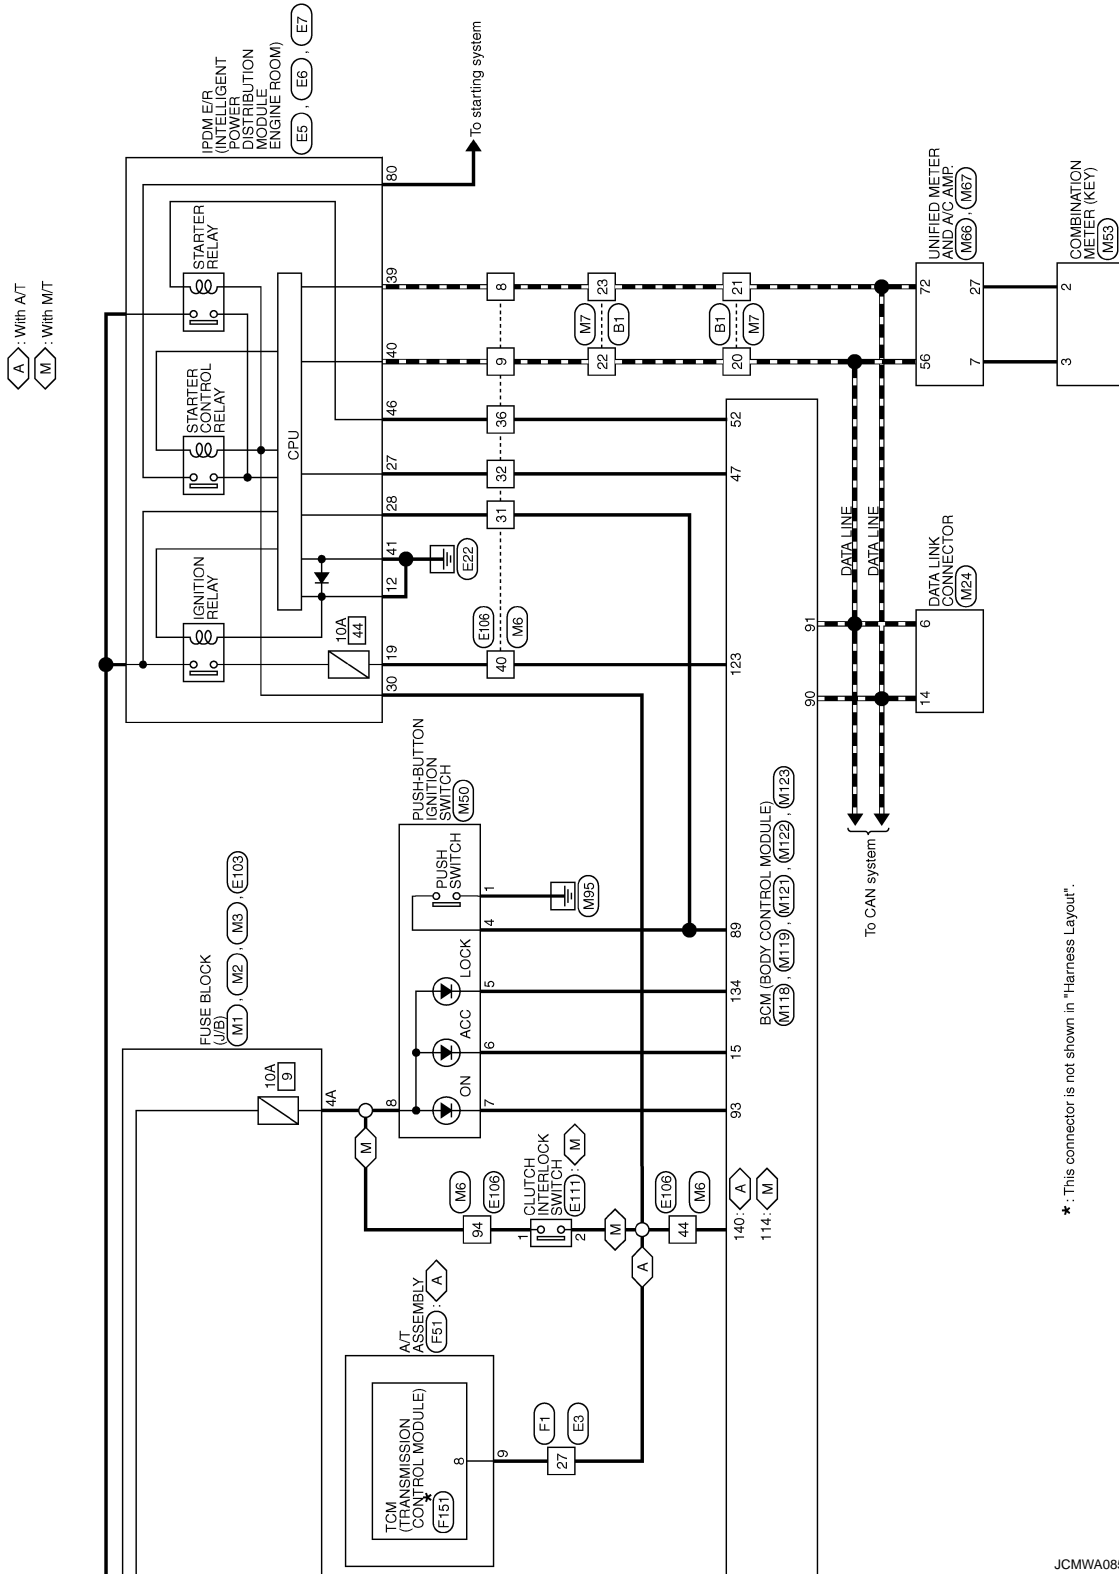 A : With A/T
M : With M/T
IPDM E/R
(INTELLIGENT
POWER
DISTRIBUTION
MODULE
ENGINE ROOM)
E5 , E6 , E7
IGNITION
RELAY
STARTER
CONTROL
RELAY
STARTER
RELAY
CPU
10A
44
30
19
12
41
28
27
46
40
39
80
To starting system
E22
E106
M6
40
31
32
36
9
8
M7
B1
22
23
B1
M7
20
21
FUSE BLOCK
(J/B)
M1 , M2 , M3 , E103
10A
9
4A
M
8
PUSH-BUTTON
IGNITION
SWITCH
M50
ON
ACC
LOCK
PUSH
SWITCH
7
6
5
4
1
M95
M6
E106
94
CLUTCH
INTERLOCK
SWITCH
E111 : M
1
2
M
A
E106
M6
44
A/T
ASSEMBLY
F51 : A
TCM
(TRANSMISSION
CONTROL MODULE)
F151 *
8
9
F1
E3
27
140 : A
114 : M
93
15
134
89
123
47
52
BCM (BODY CONTROL MODULE)
M118 , M119 , M121 , M122 , M123
90
91
DATA LINE
DATA LINE
To CAN system
DATA LINK
CONNECTOR
M24
14
6
UNIFIED METER
AND A/C AMP.
M66 , M67
56
72
7
27
COMBINATION
METER (KEY)
M53
3
2
* : This connector is not shown in "Harness Layout".